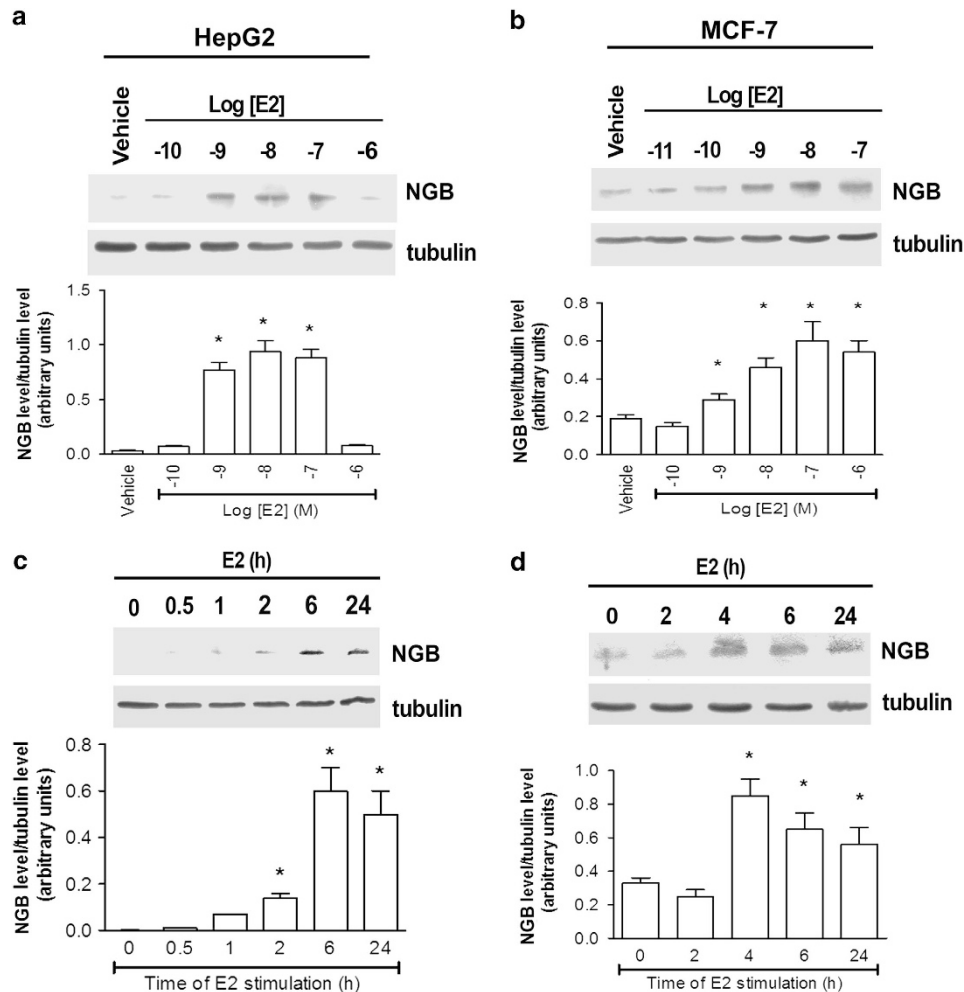 a
HepG2
Vehicle
Log [E2]
-10 -9 -8 -7 -6
NGB
tubulin
NGB level/tubulin level
(arbitrary units)
1.5
1.0
0.5
0.0
* * *
Vehicle -10 -9 -8 -7 -6
Log [E2] (M)
b
MCF-7
Vehicle
Log [E2]
-11 -10 -9 -8 -7
NGB
tubulin
NGB level/tubulin level
(arbitrary units)
0.8
0.6
0.4
0.2
0.0
* * * *
Vehicle -10 -9 -8 -7 -6
Log [E2] (M)
c
E2 (h)
0 0.5 1 2 6 24
NGB
tubulin
NGB level/tubulin level
(arbitrary units)
0.8
0.6
0.4
0.2
0.0
* * *
0 0.5 1 2 6 24
Time of E2 stimulation (h)
d
E2 (h)
0 2 4 6 24
NGB
tubulin
NGB level/tubulin level
(arbitrary units)
1.0
0.8
0.6
0.4
0.2
0.0
* * *
0 2 4 6 24
Time of E2 stimulation (h)